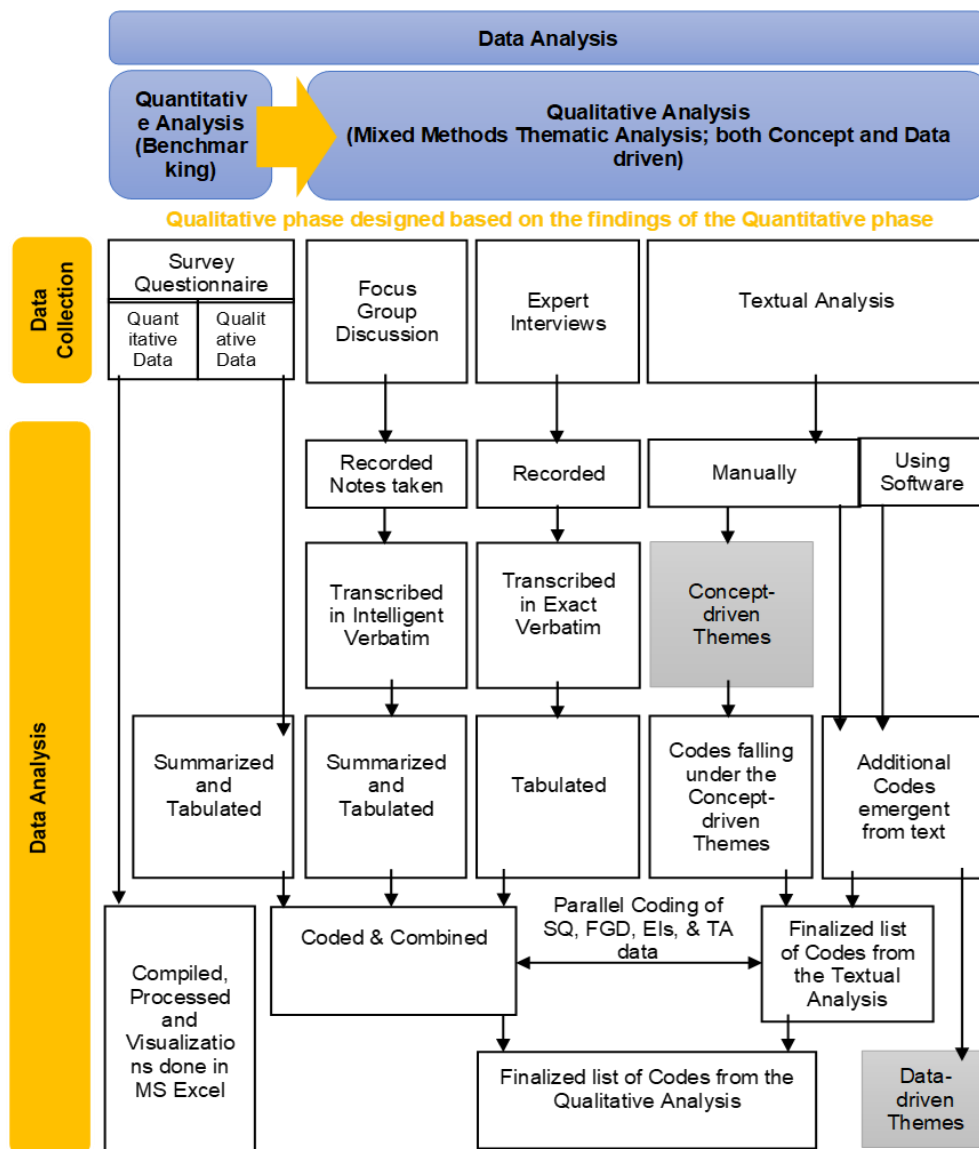 Data Analysis
Quantitativ
e Analysis
(Benchmar
king)
Qualitative Analysis
(Mixed Methods Thematic Analysis; both Concept and Data
driven)
Qualitative phase designed based on the findings of the Quantitative phase
Data
Collection
Survey
Questionnaire
Quant
itative
Data
Qualit
ative
Data
Focus
Group
Discussion
Expert
Interviews
Textual Analysis
Data Analysis
Recorded
Notes taken
Recorded
Manually
Using
Software
Transcribed
in Intelligent
Verbatim
Transcribed
in Exact
Verbatim
Concept-
driven
Themes
Summarized
and
Tabulated
Summarized
and
Tabulated
Tabulated
Codes falling
under the
Concept-
driven
Themes
Additional
Codes
emergent
from text
Compiled,
Processed
and
Visualizatio
ns done in
MS Excel
Coded & Combined
Parallel Coding of
SQ, FGD, EIs, & TA
data
Finalized list of
Codes from
the Textual
Analysis
Finalized list of Codes from the
Qualitative Analysis
Data-
driven
Themes